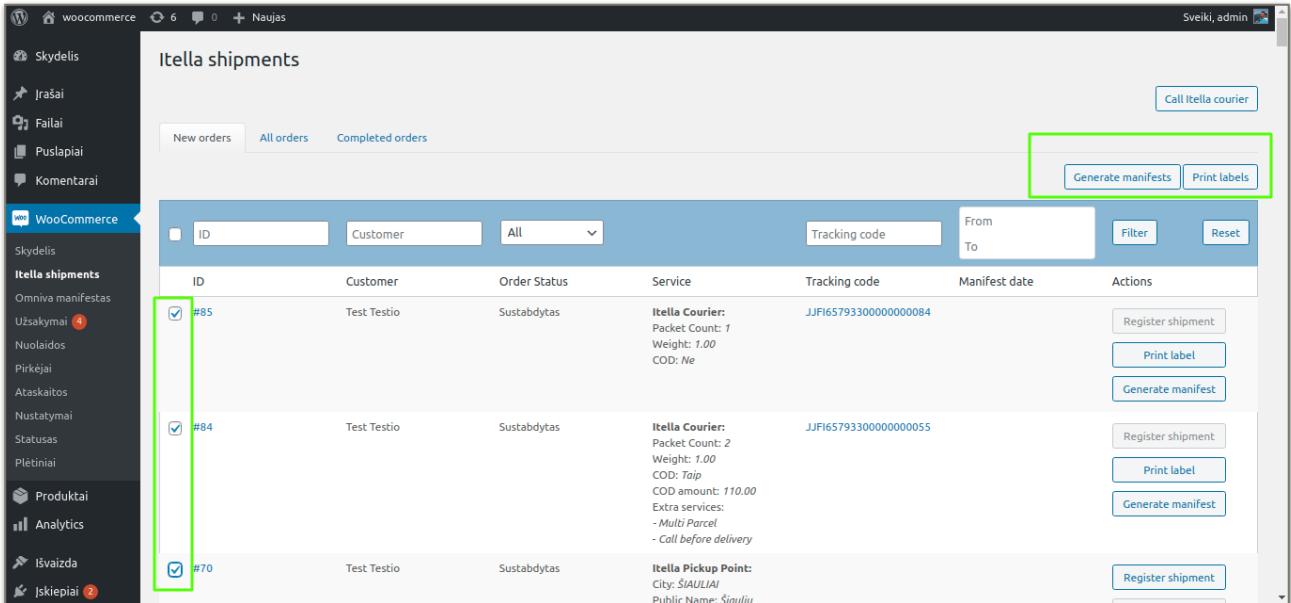 woocommerce 6 0 Naujas Sveiki, admin
Skydelis
Įrašai
Failai
Puslapiai
Komentarai
WooCommerce
Skydelis
Itella shipments
Omniva manifestas
Užsakymai 4
Nuolaidos
Pirkėjai
Ataskaitos
Nustatymai
Statusas
Plėtiniai
Produktai
Analytics
Išvaizda
Įskiepiai 2
Itella shipments
Call Itella courier
New orders All orders Completed orders
Generate manifests Print labels
ID Customer All Tracking code From To Filter Reset
ID Customer Order Status Service Tracking code Manifest date Actions
#85 Test Testio Sustabdytas Itella Courier: JJFI65793300000000084 Register shipment
Packet Count: 1
Weight: 1.00
COD: Ne
Print label
Generate manifest
#84 Test Testio Sustabdytas Itella Courier: JJFI65793300000000055 Register shipment
Packet Count: 2
Weight: 1.00
COD: Taip
COD amount: 110.00
Extra services:
- Multi Parcel
- Call before delivery
Print label
Generate manifest
#70 Test Testio Sustabdytas Itella Pickup Point: Register shipment
City: ŠIAULIAI
Public Name: Šiaulių